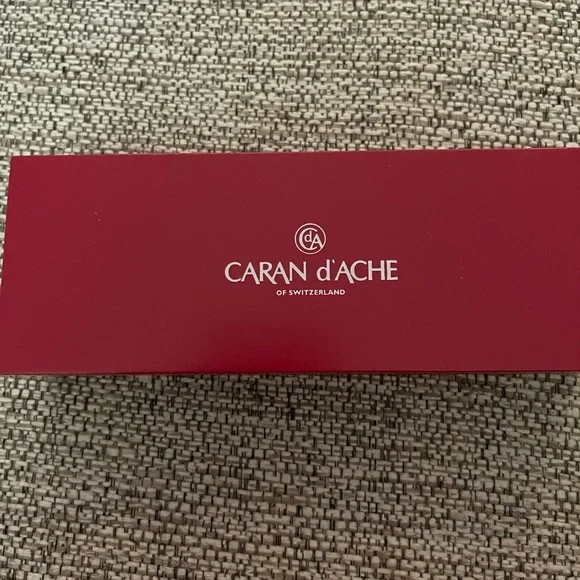 CdA
CARAN d'ACHE
OF SWITZERLAND